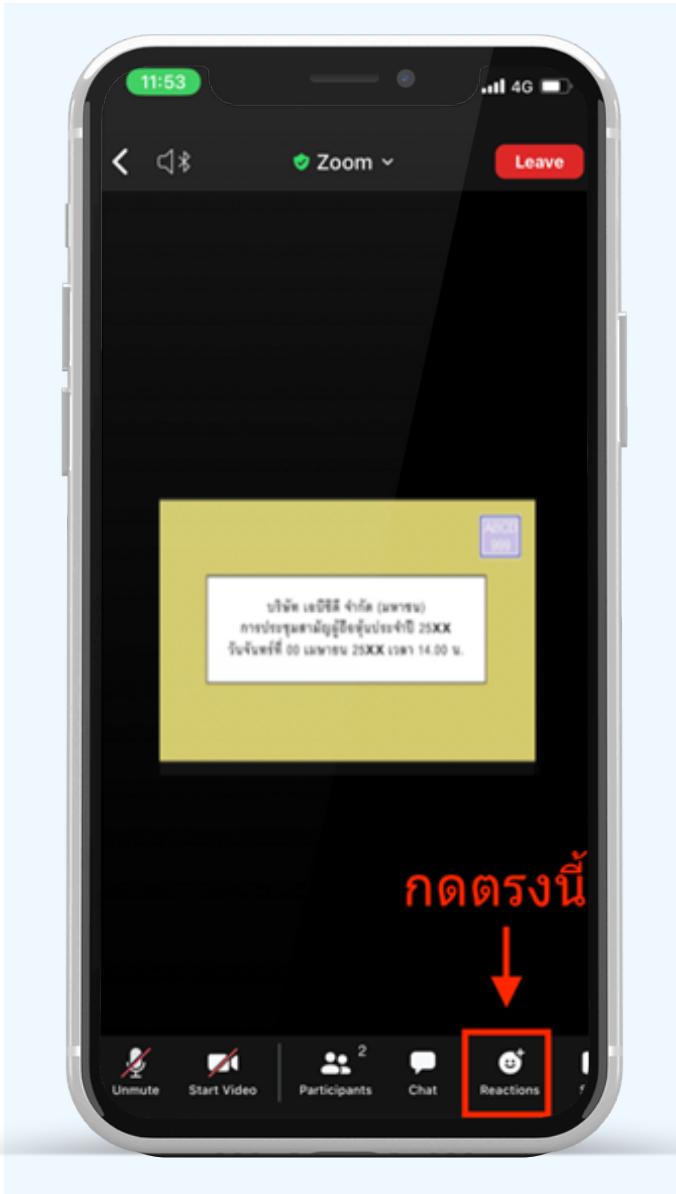 11:53
4G
Zoom
Leave
ABCD
999
บริษัท เอบีซีดี จำกัด (มหาชน)
การประชุมสามัญผู้ถือหุ้นประจำปี 25XX
วันจันทร์ที่ 00 เมษายน 25XX เวลา 14.00 น.
กดตรงนี้
2
Unmute
Start Video
Participants
Chat
Reactions